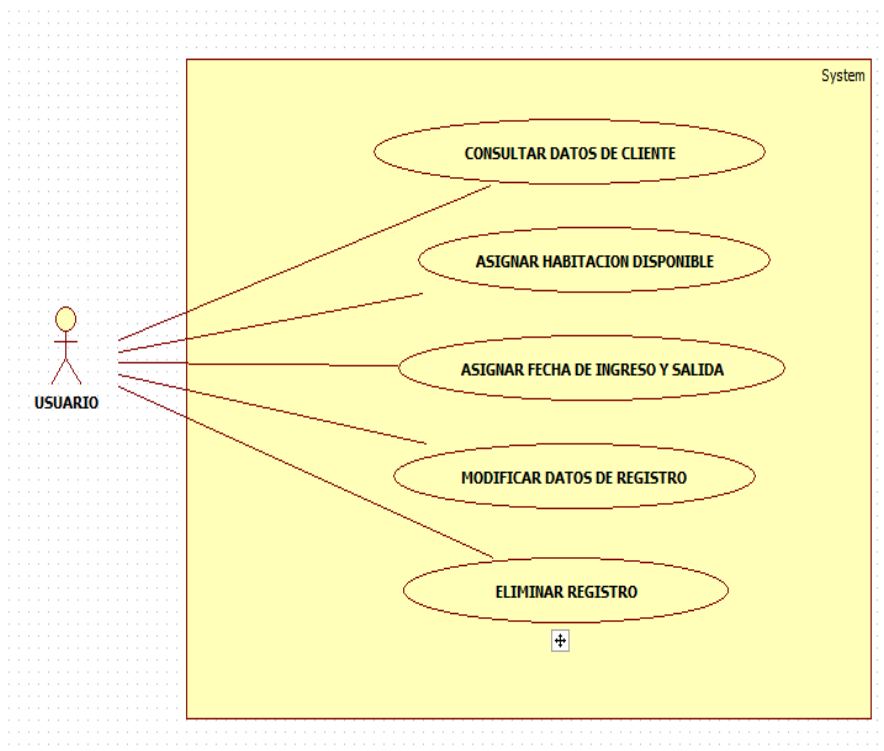 System
CONSULTAR DATOS DE CLIENTE
ASIGNAR HABITACION DISPONIBLE
ASIGNAR FECHA DE INGRESO Y SALIDA
USUARIO
MODIFICAR DATOS DE REGISTRO
ELIMINAR REGISTRO